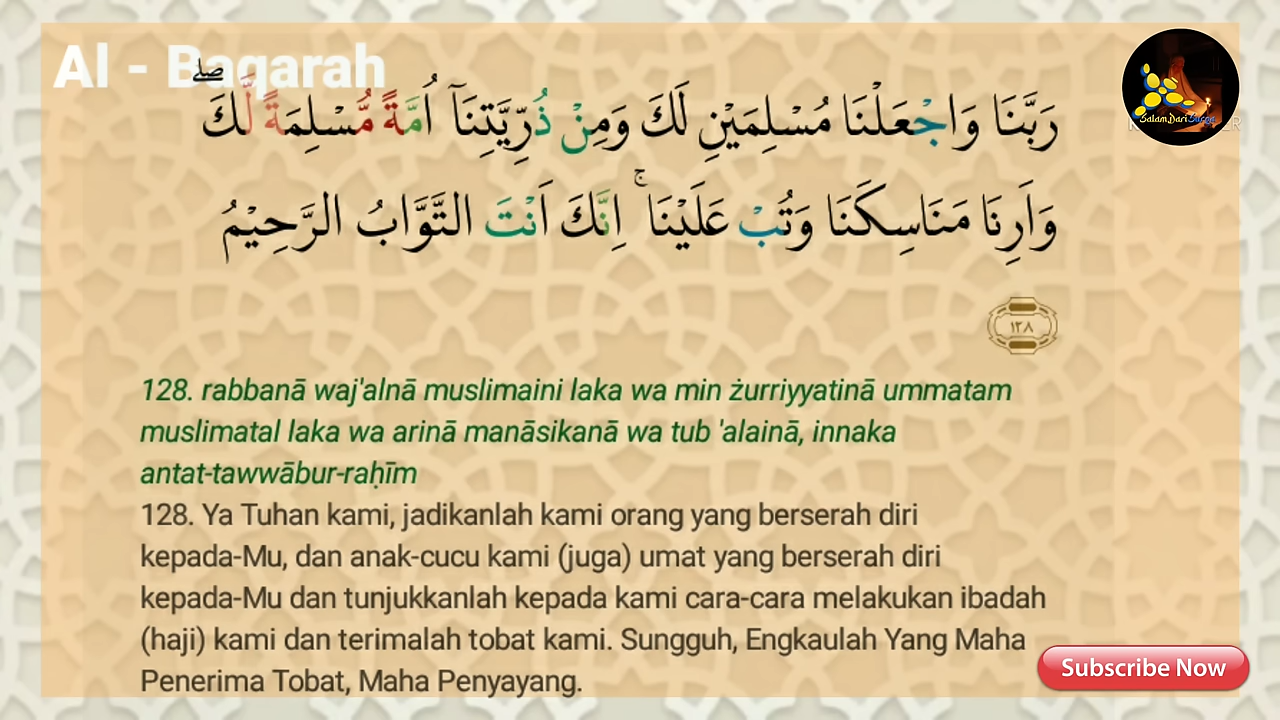 Al - Baqarah
رَبَّنَا وَاجْعَلْنَا مُسْلِمَيْنِ لَكَ وَمِنْ ذُرِّيَّتِنَآ اُمَّةً مُّسْلِمَةً لَّكَۖ
وَاَرِنَا مَنَاسِكَنَا وَتُبْ عَلَيْنَا ۚ اِنَّكَ اَنْتَ التَّوَّابُ الرَّحِيْمُ
١٢٨
128. rabbanā waj'alnā muslimaini laka wa min żurriyyatinā ummatam
muslimatal laka wa arinā manāsikanā wa tub 'alainā, innaka
antat-tawwābur-raḥīm
128. Ya Tuhan kami, jadikanlah kami orang yang berserah diri
kepada-Mu, dan anak-cucu kami (juga) umat yang berserah diri
kepada-Mu dan tunjukkanlah kepada kami cara-cara melakukan ibadah
(haji) kami dan terimalah tobat kami. Sungguh, Engkaulah Yang Maha
Penerima Tobat, Maha Penyayang.
Salam Dari
Subscribe Now